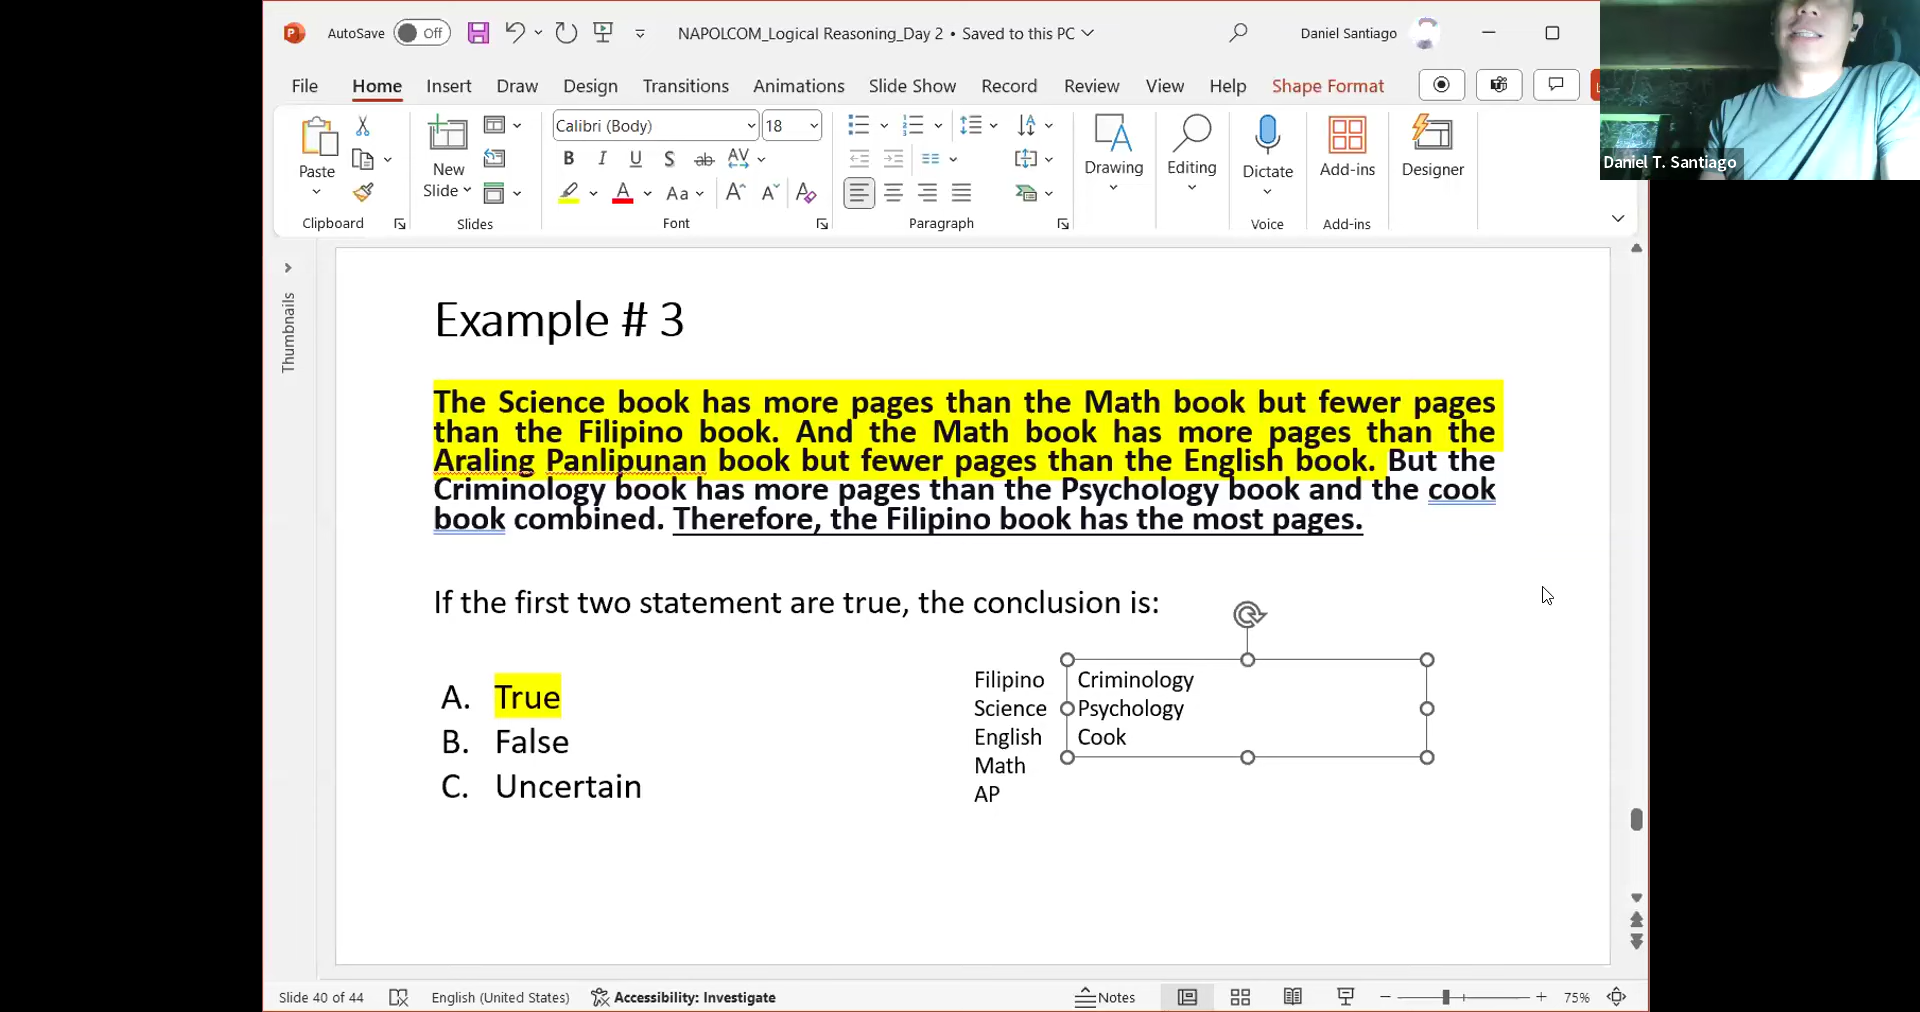 AutoSave Off NAPOLCOM_Logical Reasoning_Day 2 • Saved to this PC Daniel Santiago
File Home Insert Draw Design Transitions Animations Slide Show Record Review View Help Shape Format
Calibri (Body) 18
Paste New Slide Drawing Editing Dictate Add-ins Designer
Clipboard Slides Font Paragraph Voice Add-ins
Daniel T. Santiago
Thumbnails
Example # 3
The Science book has more pages than the Math book but fewer pages
than the Filipino book. And the Math book has more pages than the
Araling Panlipunan book but fewer pages than the English book. But the
Criminology book has more pages than the Psychology book and the cook
book combined. Therefore, the Filipino book has the most pages.
If the first two statement are true, the conclusion is:
A. True
B. False
C. Uncertain
Filipino
Science
English
Math
AP
Criminology
Psychology
Cook
Slide 40 of 44 English (United States) Accessibility: Investigate Notes 75%